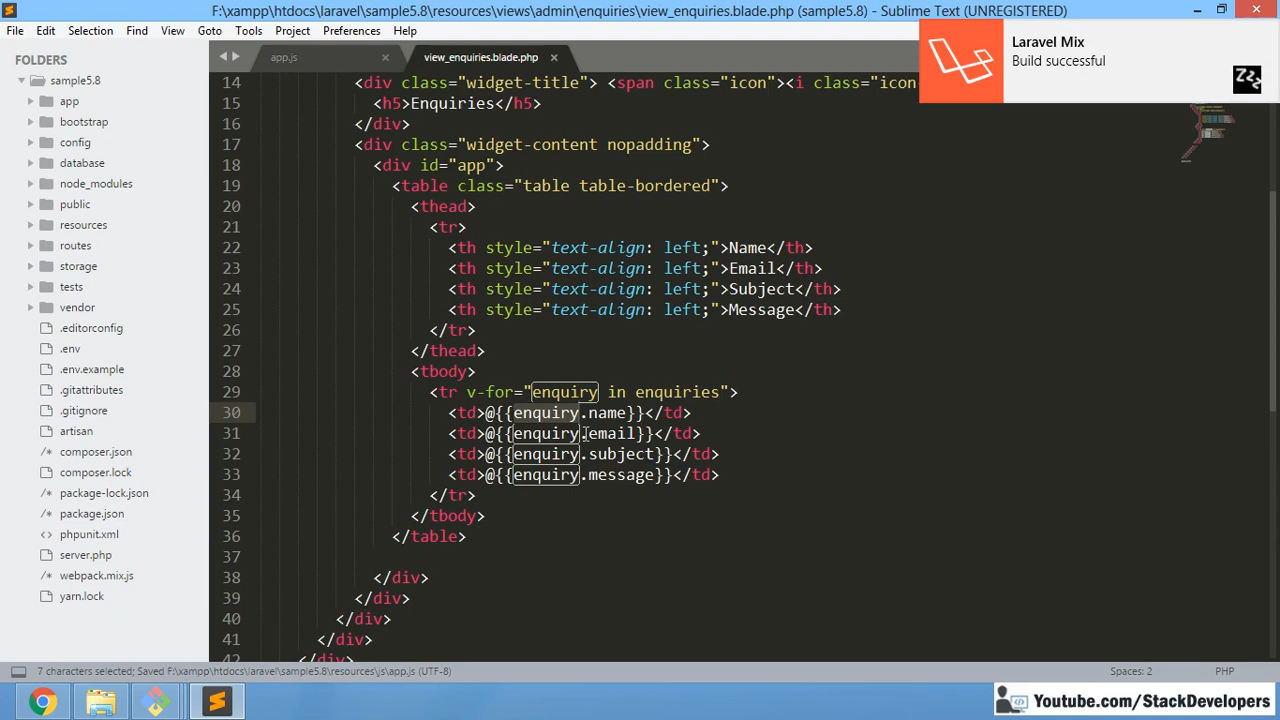 F:\xampp\htdocs\laravel\sample5.8\resources\views\admin\enquiries\view_enquiries.blade.php (sample5.8) - Sublime Text (UNREGISTERED)
File Edit Selection Find View Goto Tools Project Preferences Help
Laravel Mix
Build successful
zzz
FOLDERS
sample5.8
app
bootstrap
config
database
node_modules
public
resources
routes
storage
tests
vendor
.editorconfig
.env
.env.example
.gitattributes
.gitignore
artisan
composer.json
composer.lock
package-lock.json
package.json
phpunit.xml
server.php
webpack.mix.js
yarn.lock
app.js
view_enquiries.blade.php
14 <div class="widget-title"> <span class="icon"><i class="icon
15 <h5>Enquiries</h5>
16 </div>
17 <div class="widget-content nopadding">
18 <div id="app">
19 <table class="table table-bordered">
20 <thead>
21 <tr>
22 <th style="text-align: left;">Name</th>
23 <th style="text-align: left;">Email</th>
24 <th style="text-align: left;">Subject</th>
25 <th style="text-align: left;">Message</th>
26 </tr>
27 </thead>
28 <tbody>
29 <tr v-for="enquiry in enquiries">
30 <td>@{{enquiry.name}}</td>
31 <td>@{{enquiry.email}}</td>
32 <td>@{{enquiry.subject}}</td>
33 <td>@{{enquiry.message}}</td>
34 </tr>
35 </tbody>
36 </table>
37
38 </div>
39 </div>
40 </div>
41 </div>
42 </div>
7 characters selected; Saved F:\xampp\htdocs\laravel\sample5.8\resources\js\app.js (UTF-8)
Spaces: 2
PHP
Youtube.com/StackDevelopers